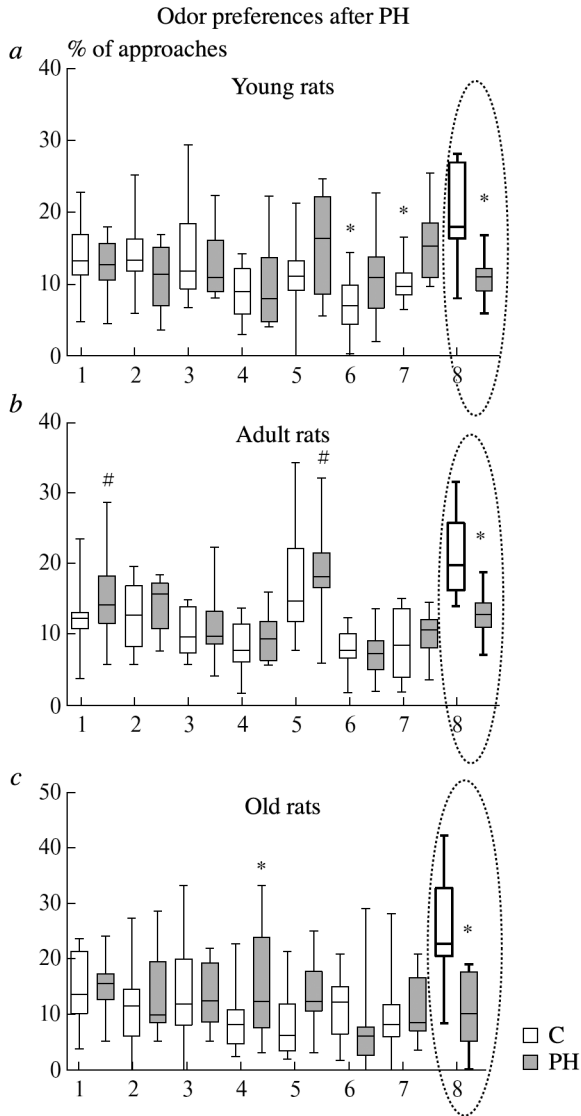 Odor preferences after PH
a % of approaches
Young rats
40
30
20
10
0
* * *
1 2 3 4 5 6 7 8
b
Adult rats
40
30
20
10
0
# # *
1 2 3 4 5 6 7 8
c
Old rats
50
40
30
20
10
0
* *
1 2 3 4 5 6 7 8
C
PH